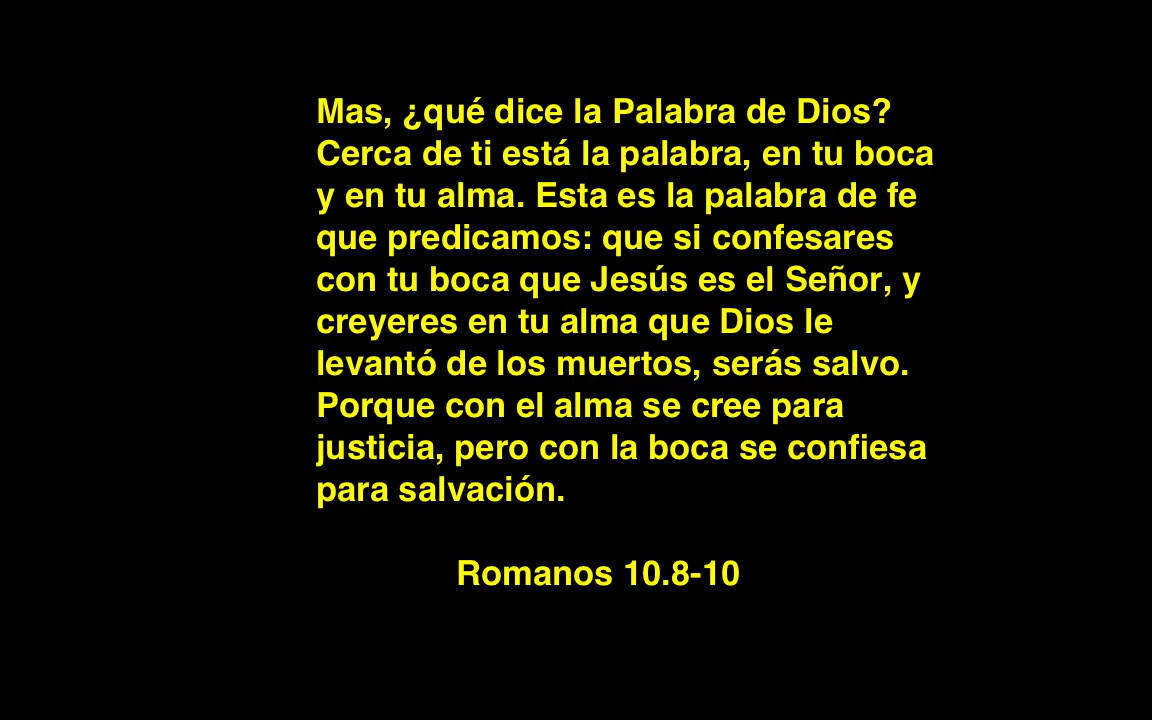 Mas, ¿qué dice la Palabra de Dios?
Cerca de ti está la palabra, en tu boca
y en tu alma. Esta es la palabra de fe
que predicamos: que si confesares
con tu boca que Jesús es el Señor, y
creyeres en tu alma que Dios le
levantó de los muertos, serás salvo.
Porque con el alma se cree para
justicia, pero con la boca se confiesa
para salvación.
Romanos 10.8-10